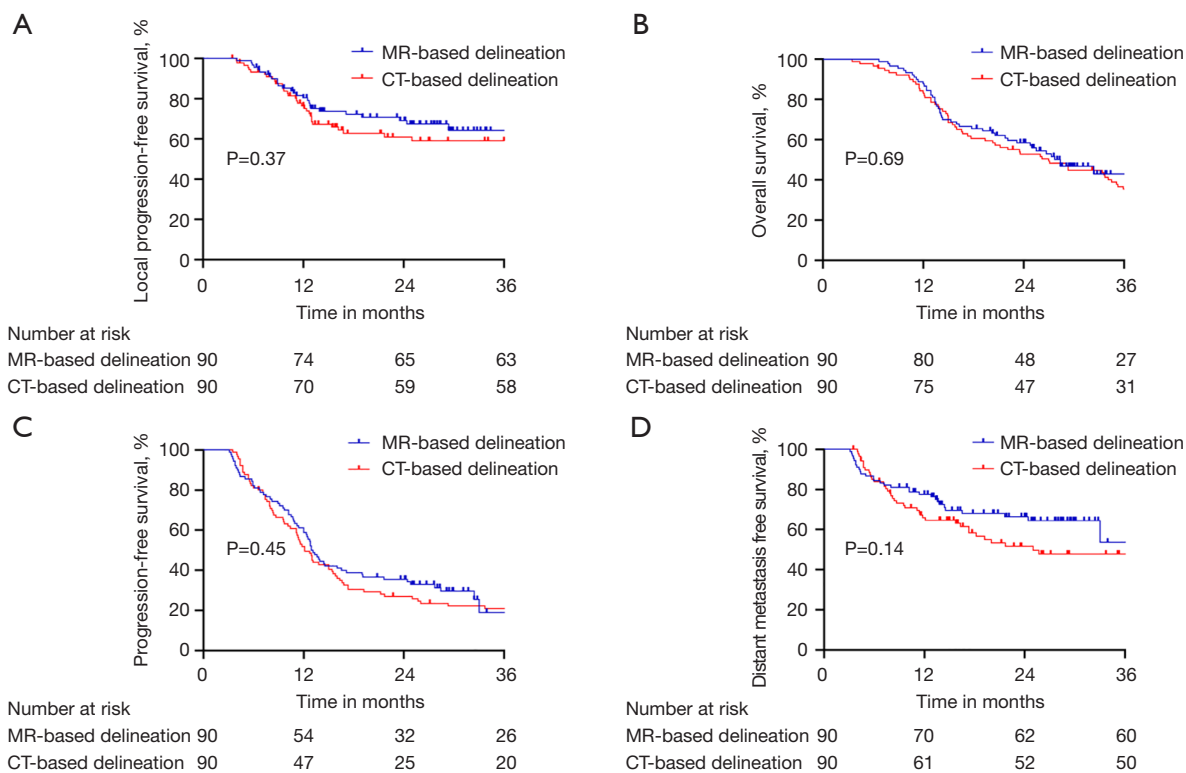 A
Local progression-free survival, %
100
80
60
40
20
0
MR-based delineation
CT-based delineation
P=0.37
0 12 24 36
Time in months
Number at risk
MR-based delineation 90 74 65 63
CT-based delineation 90 70 59 58
B
Overall survival, %
100
80
60
40
20
0
MR-based delineation
CT-based delineation
P=0.69
0 12 24 36
Time in months
Number at risk
MR-based delineation 90 80 48 27
CT-based delineation 90 75 47 31
C
Progression-free survival, %
100
80
60
40
20
0
MR-based delineation
CT-based delineation
P=0.45
0 12 24 36
Time in months
Number at risk
MR-based delineation 90 54 32 26
CT-based delineation 90 47 25 20
D
Distant metastasis free survival, %
100
80
60
40
20
0
MR-based delineation
CT-based delineation
P=0.14
0 12 24 36
Time in months
Number at risk
MR-based delineation 90 70 62 60
CT-based delineation 90 61 52 50